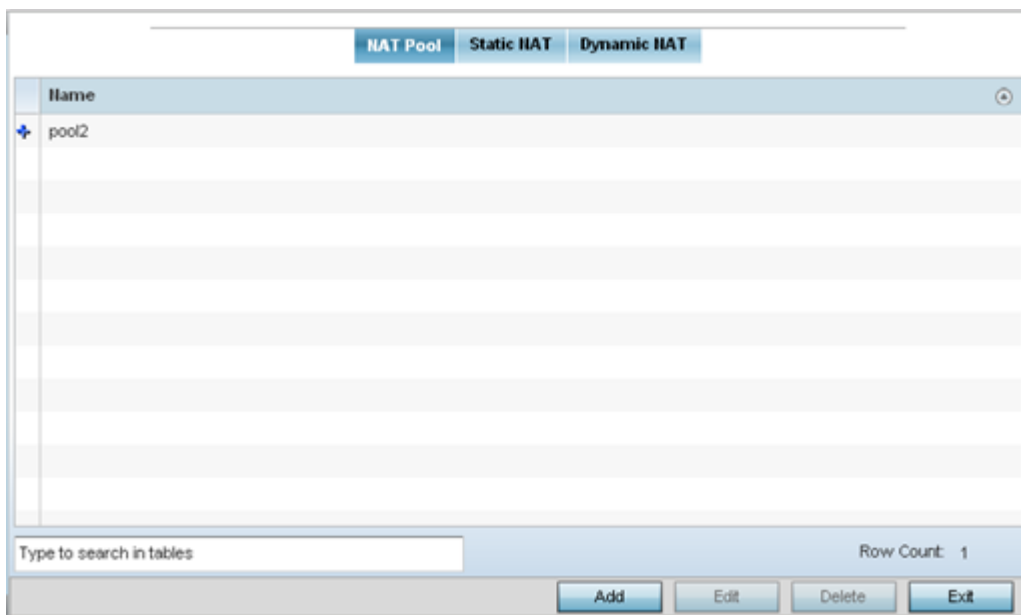 NAT Pool Static NAT Dynamic NAT
Name
pool2
Type to search in tables Row Count: 1
Add Edit Delete Exit